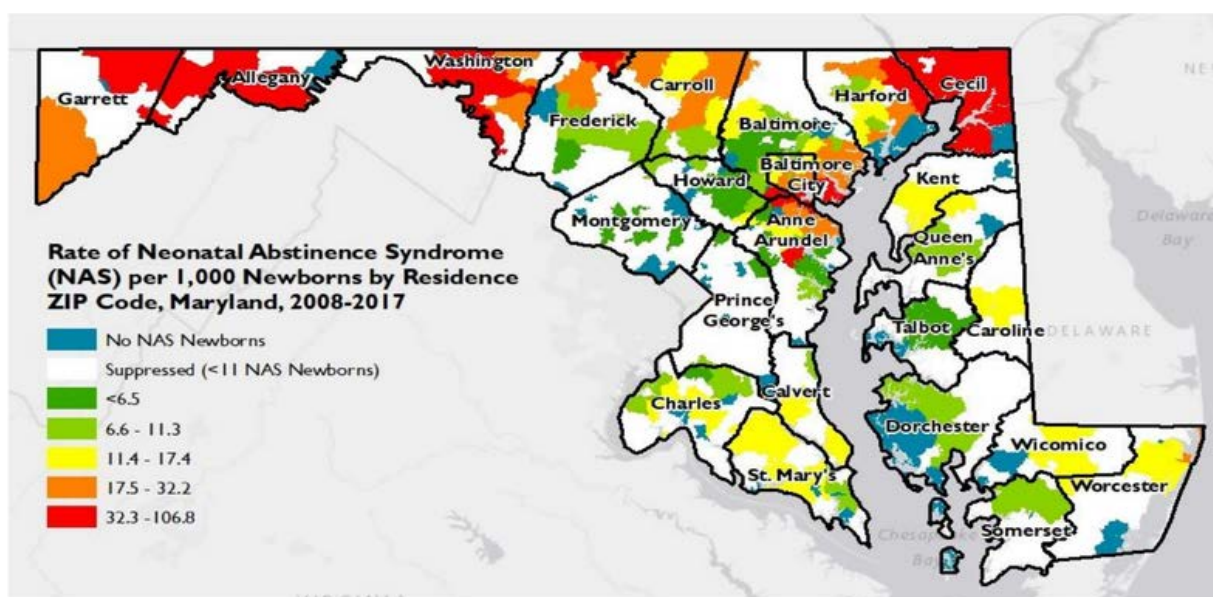 Washington
Allegany
Garrett
Carroll
Cecil
Harford
Frederick
Baltimore
Baltimore
City
Kent
Howard
Montgomery
Anne
Arundel
Queen
Anne's
Delaware
Bay
Rate of Neonatal Abstinence Syndrome
(NAS) per 1,000 Newborns by Residence
ZIP Code, Maryland, 2008-2017
No NAS Newborns
Suppressed (<11 NAS Newborns)
<6.5
6.6 - 11.3
11.4 - 17.4
17.5 - 32.2
32.3 -106.8
Prince
George's
Talbot
Caroline
DELAWARE
Charles
Calvert
Dorchester
Wicomico
St. Mary's
Worcester
Somerset